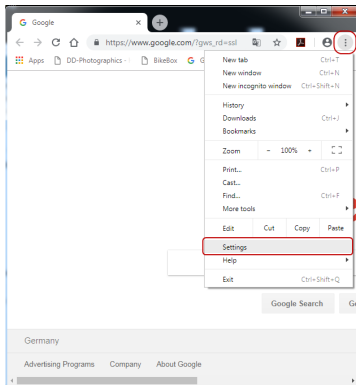 Google
https://www.google.com/?gws_rd=ssl
Apps DD-Photographics - BikeBox G
New tab Ctrl+T
New window Ctrl+N
New incognito window Ctrl+Shift+N
History
Downloads Ctrl+J
Bookmarks
Zoom - 100% +
Print... Ctrl+P
Cast...
Find... Ctrl+F
More tools
Edit Cut Copy Paste
Settings
Help
Exit Ctrl+Shift+Q
Google Search G
Germany
Advertising Programs Company About Google